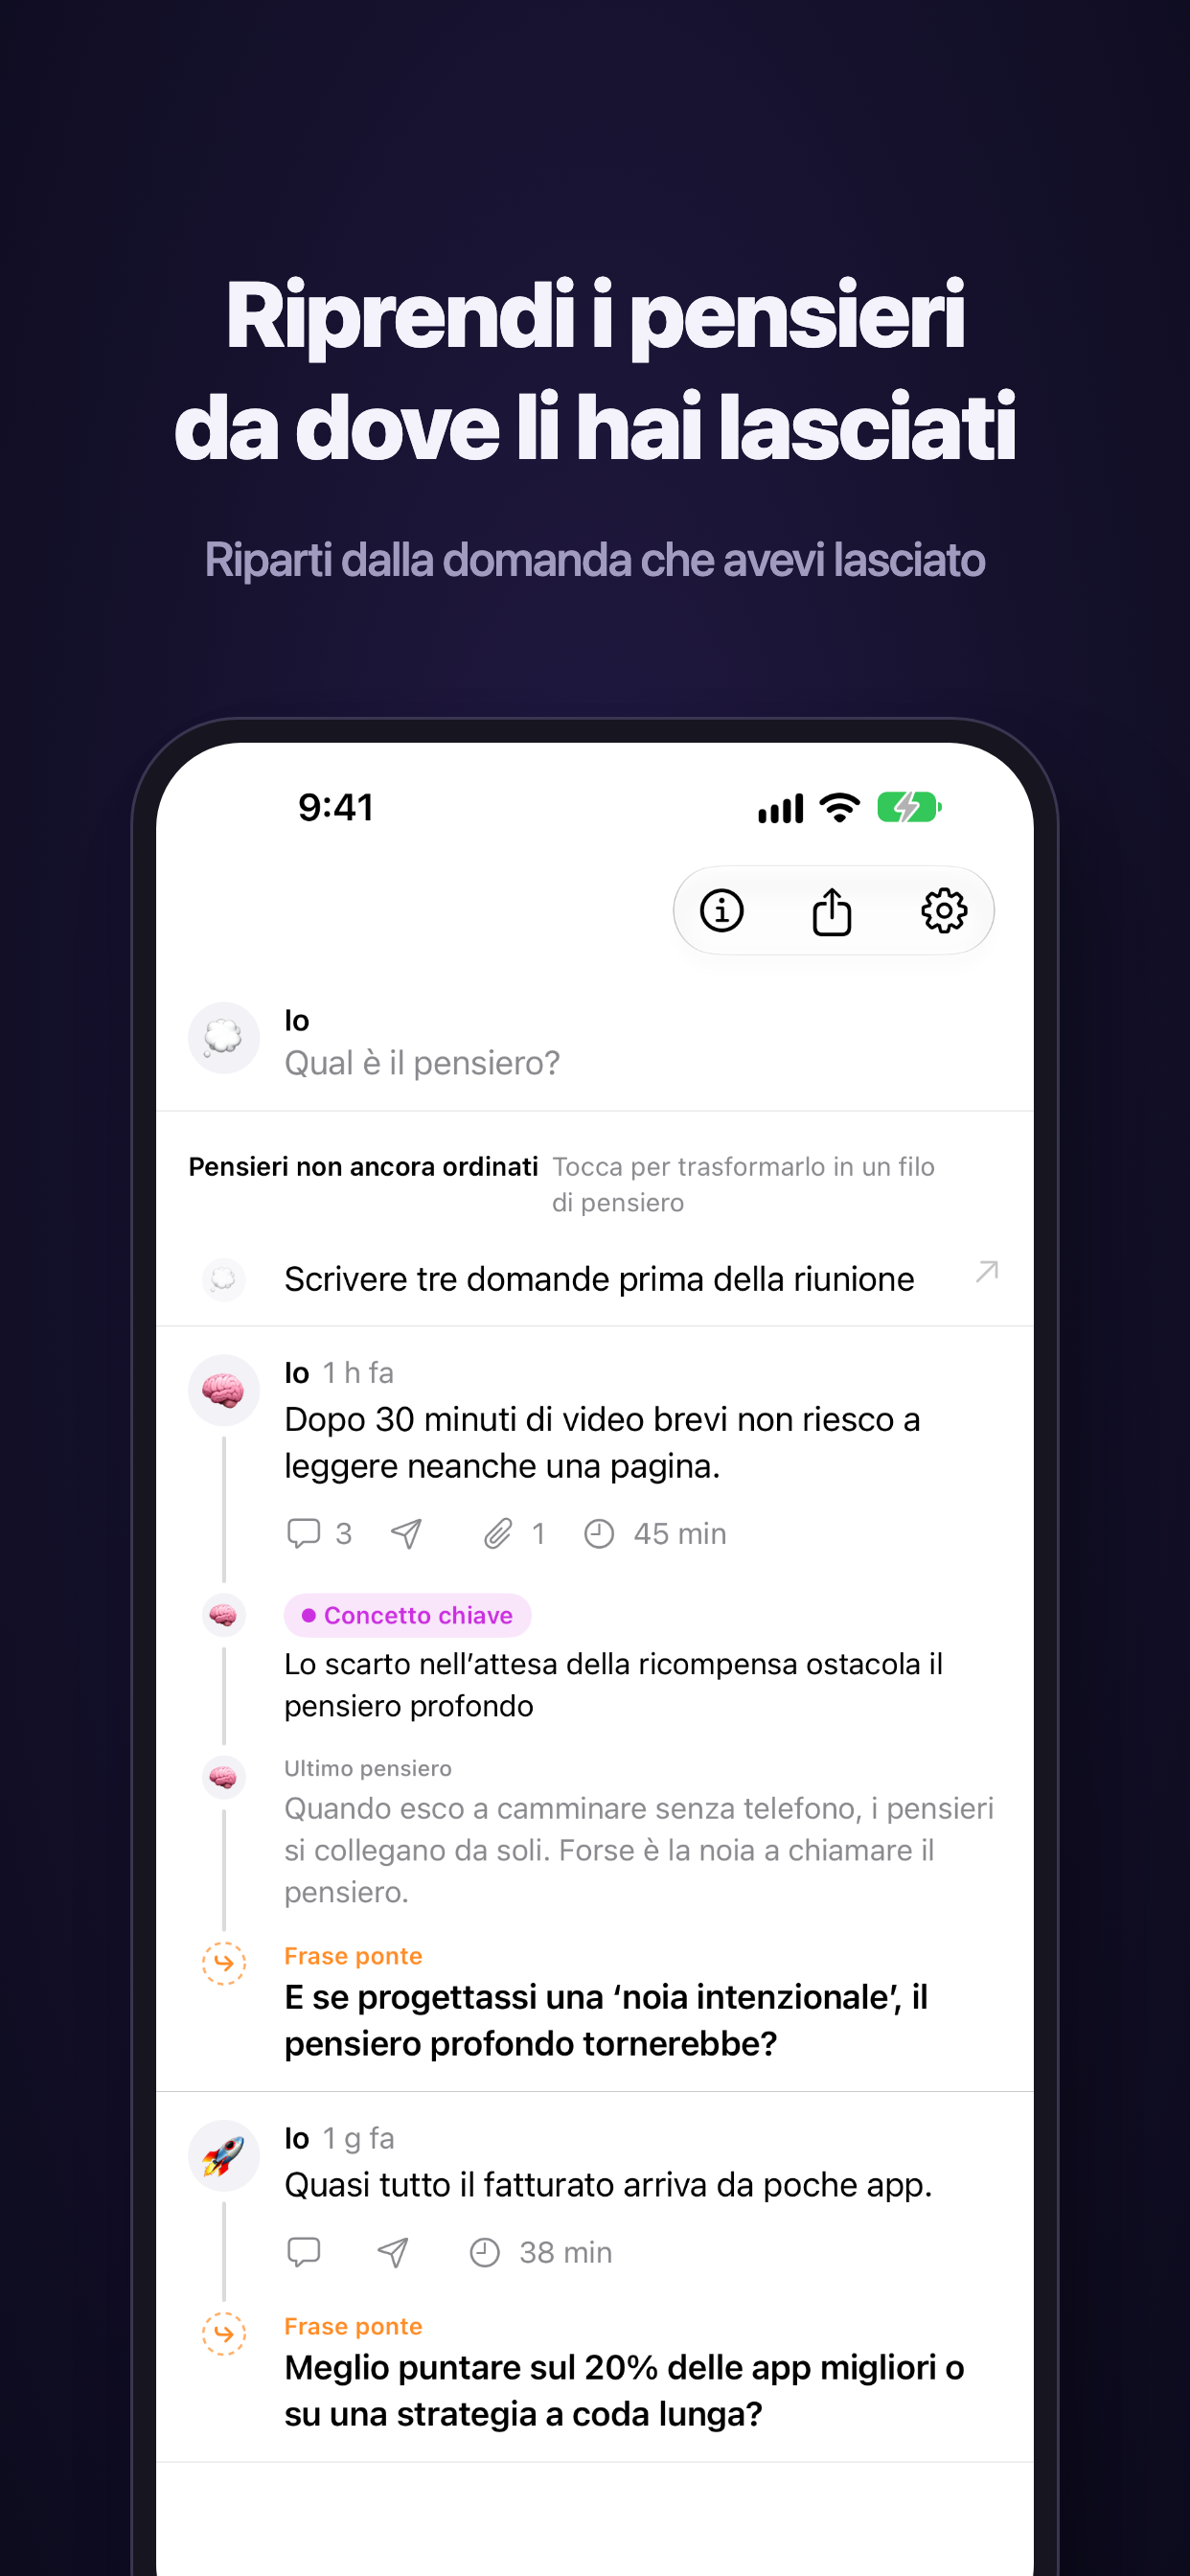 Riprendi i pensieri
da dove li hai lasciati
Riparti dalla domanda che avevi lasciato
9:41
Io
Qual è il pensiero?
Pensieri non ancora ordinati Tocca per trasformarlo in un filo
di pensiero
Scrivere tre domande prima della riunione
Io 1 h fa
Dopo 30 minuti di video brevi non riesco a
leggere neanche una pagina.
3 1 45 min
Concetto chiave
Lo scarto nell’attesa della ricompensa ostacola il
pensiero profondo
Ultimo pensiero
Quando esco a camminare senza telefono, i pensieri
si collegano da soli. Forse è la noia a chiamare il
pensiero.
Frase ponte
E se progettassi una ‘noia intenzionale’, il
pensiero profondo tornerebbe?
Io 1 g fa
Quasi tutto il fatturato arriva da poche app.
38 min
Frase ponte
Meglio puntare sul 20% delle app migliori o
su una strategia a coda lunga?